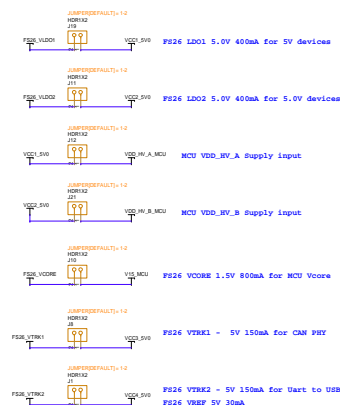 JUMPER[DEFAULT]= 1-2
HDR1X2
J19
FS26_VLDO1 VCC1_5V0 FS26 LDO1 5.0V 400mA for 5V devices
JUMPER[DEFAULT]= 1-2
HDR1X2
J11
FS26_VLDO2 VCC2_5V0 FS26 LDO2 5.0V 400mA for 5.0V devices
JUMPER[DEFAULT]= 1-2
HDR1X2
J12
VCC1_5V0 VDD_HV_A_MCU MCU VDD_HV_A Supply input
JUMPER[DEFAULT]= 1-2
HDR1X2
J21
VCC2_5V0 VDD_HV_B_MCU MCU VDD_HV_B Supply input
JUMPER[DEFAULT]= 1-2
HDR1X2
J10
FS26_VCORE V15_MCU FS26 VCORE 1.5V 800mA for MCU Vcore
JUMPER[DEFAULT]= 1-2
HDR1X2
J8
FS26_VTRK1 VCC3_5V0 FS26 VTRK1 - 5V 150mA for CAN PHY
JUMPER[DEFAULT]= 1-2
HDR1X2
J1
FS26_VTRK2 VCC4_5V0 FS26 VTRK2 - 5V 150mA for Uart to USB
FS26 VREF 5V 30mA